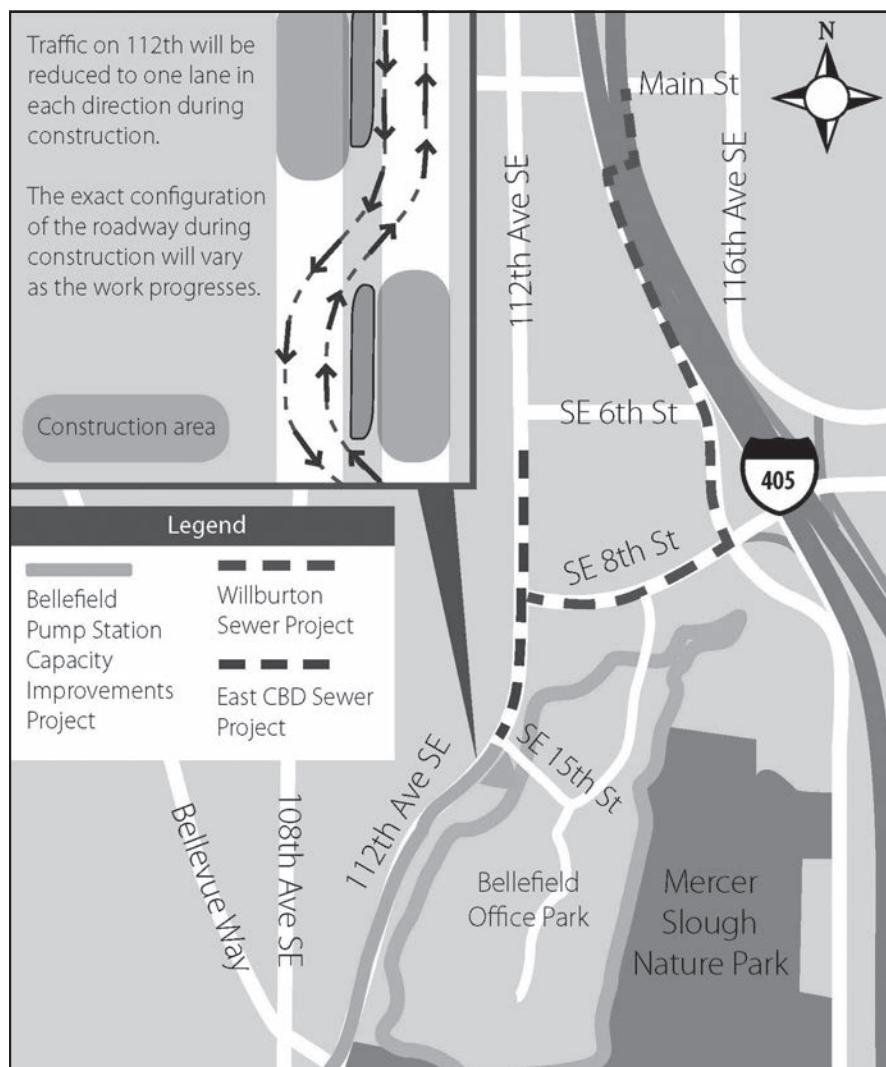 Traffic on 112th will be
reduced to one lane in
each direction during
construction.
The exact configuration
of the roadway during
construction will vary
as the work progresses.
Construction area
N
Main St
112th Ave SE
116th Ave SE
SE 6th St
405
SE 8th St
Legend
Bellefield
Pump Station
Capacity
Improvements
Project
Willburton
Sewer Project
East CBD Sewer
Project
SE 15th St
112th Ave SE
108th Ave SE
Bellevue Way
Bellefield
Office Park
Mercer
Slough
Nature Park